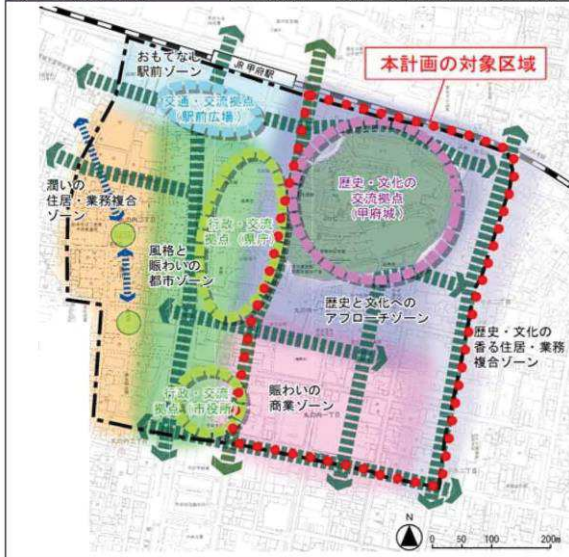 おもてなし
駅前ゾーン
JR 甲府駅
本計画の対象区域
交通・交流拠点
(駅前広場)
歴史・文化の
交流拠点
(甲府城)
潤いの
住居・業務複合
ゾーン
行政・交流
拠点(県庁)
風格と
賑わいの
都市ゾーン
歴史と文化への
アプローチゾーン
歴史・文化の
香る住居・業務
複合ゾーン
賑わいの
商業ゾーン
行政・交流
拠点(市役所)
丸の内一丁目
N
0 50 100 200m